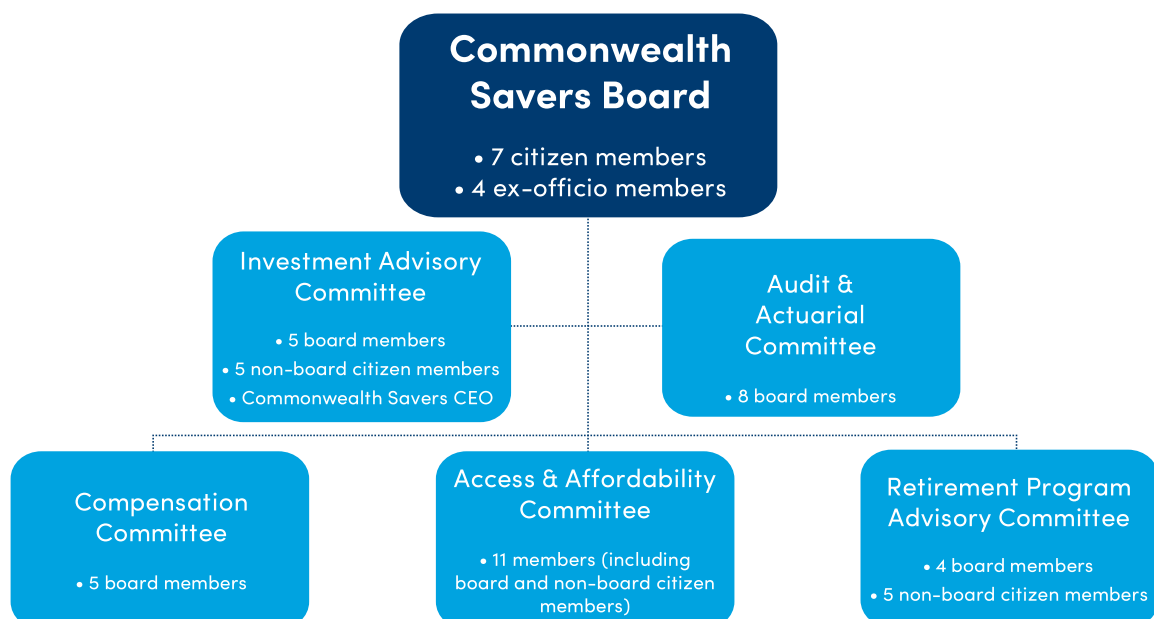 Commonwealth
Savers Board
• 7 citizen members
• 4 ex-officio members
Investment Advisory
Committee
• 5 board members
• 5 non-board citizen members
• Commonwealth Savers CEO
Audit &
Actuarial
Committee
• 8 board members
Compensation
Committee
• 5 board members
Access & Affordability
Committee
• 11 members (including
board and non-board citizen
members)
Retirement Program
Advisory Committee
• 4 board members
• 5 non-board citizen members